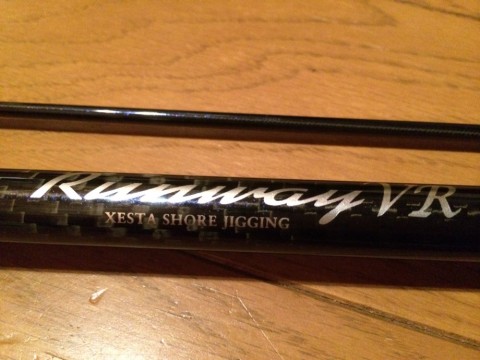 Runway VR
XESTA SHORE JIGGING